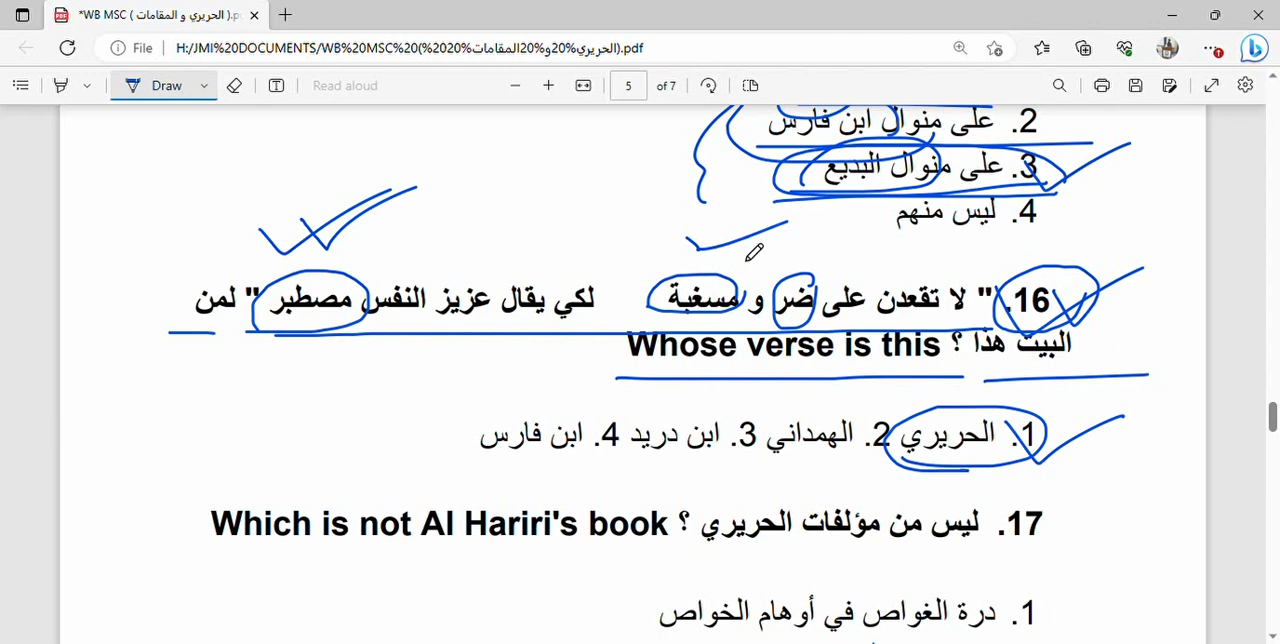 *WB MSC ( الحريري و المقامات ).p
File H:/JMI%20DOCUMENTS/WB%20MSC%20(%2020%الحريري%20و%20المقامات).pdf
Draw Read aloud 5 of 7
2. على منوال ابن فارس
3. على منوال البديع
4. ليس منهم
16. " لا تقعدن على ضر و مسغبة لكي يقال عزيز النفس مصطبر " لمن
البيت هذا ؟ Whose verse is this
1. الحريري 2. الهمداني 3. ابن دريد 4. ابن فارس
17. ليس من مؤلفات الحريري ؟ Which is not Al Hariri's book
1. درة الغواص في أوهام الخواص